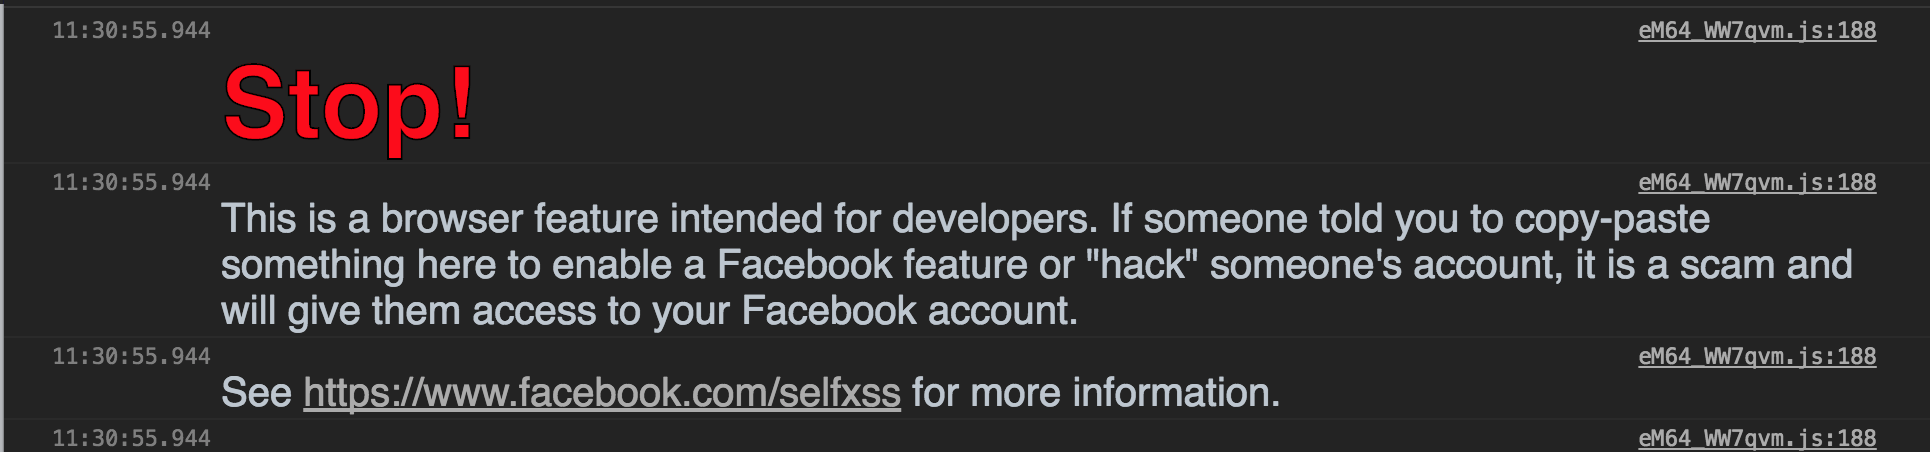 11:30:55.944 eM64_WW7qvm.js:188
Stop!
11:30:55.944 eM64_WW7qvm.js:188
This is a browser feature intended for developers. If someone told you to copy-paste
something here to enable a Facebook feature or "hack" someone's account, it is a scam and
will give them access to your Facebook account.
11:30:55.944 eM64_WW7qvm.js:188
See https://www.facebook.com/selfxss for more information.
11:30:55.944 eM64_WW7qvm.js:188